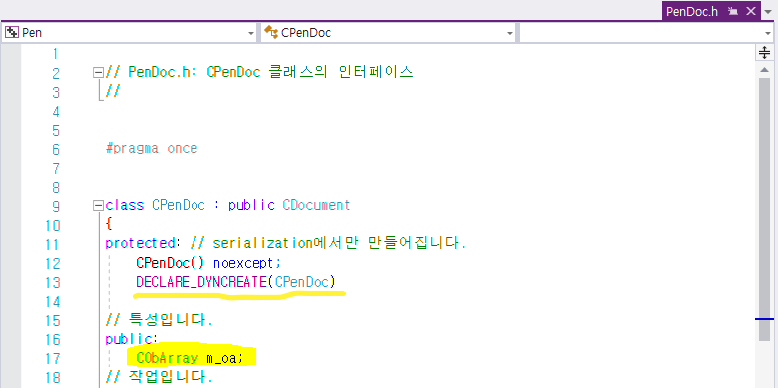 PenDoc.h
Pen
CPenDoc
1
2 // PenDoc.h: CPenDoc 클래스의 인터페이스
3 //
4
5
6 #pragma once
7
8
9 class CPenDoc : public CDocument
10 {
11 protected: // serialization에서만 만들어집니다.
12 CPenDoc() noexcept;
13 DECLARE_DYNCREATE(CPenDoc)
14
15 // 특성입니다.
16 public:
17 CObArray m_oa;
18 // 작업입니다.